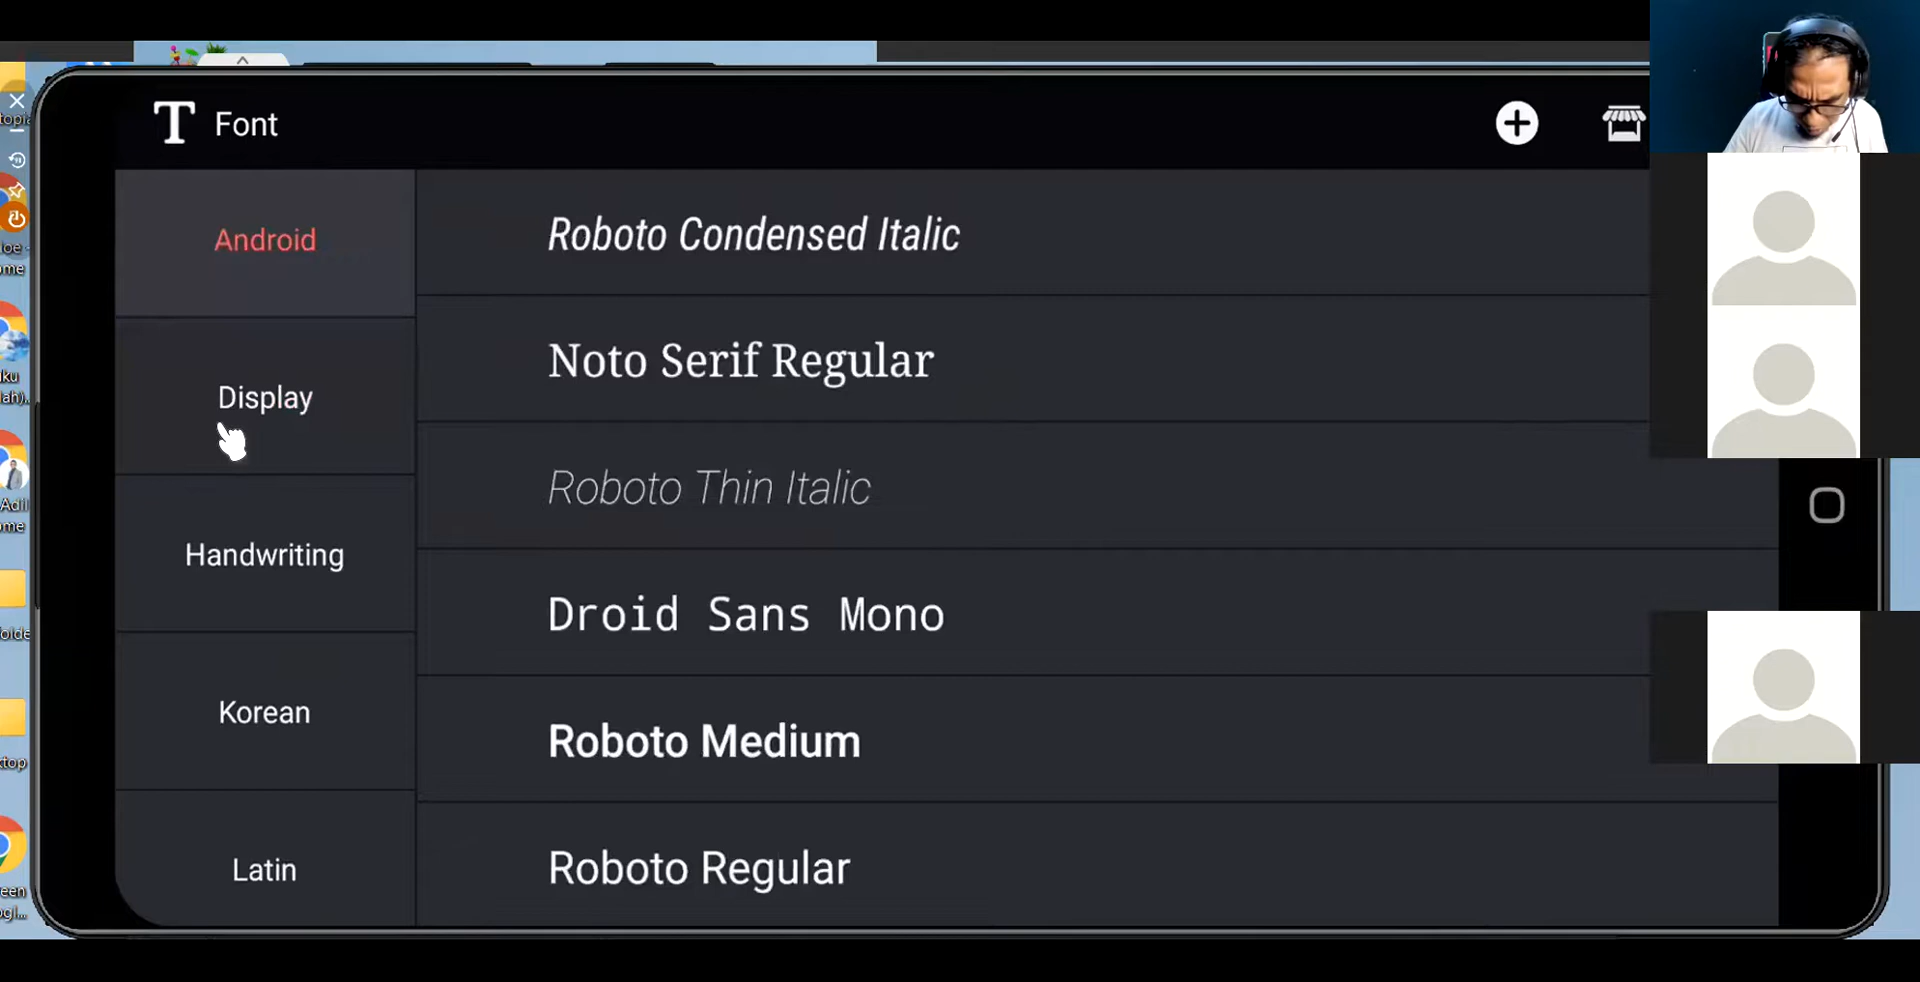 T Font
Android
Display
Handwriting
Korean
Latin
Roboto Condensed Italic
Noto Serif Regular
Roboto Thin Italic
Droid Sans Mono
Roboto Medium
Roboto Regular